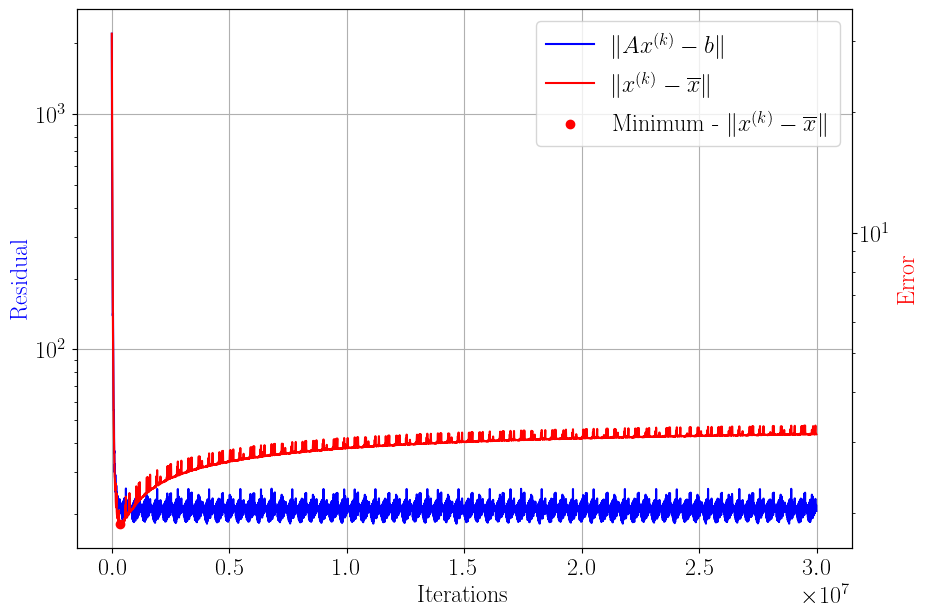 ‖Ax^(k) − b‖
‖x^(k) − x̅‖
Minimum - ‖x^(k) − x̅‖
10^3
10^2
Residual
10^1
Error
0.0 0.5 1.0 1.5 2.0 2.5 3.0
Iterations
×10^7